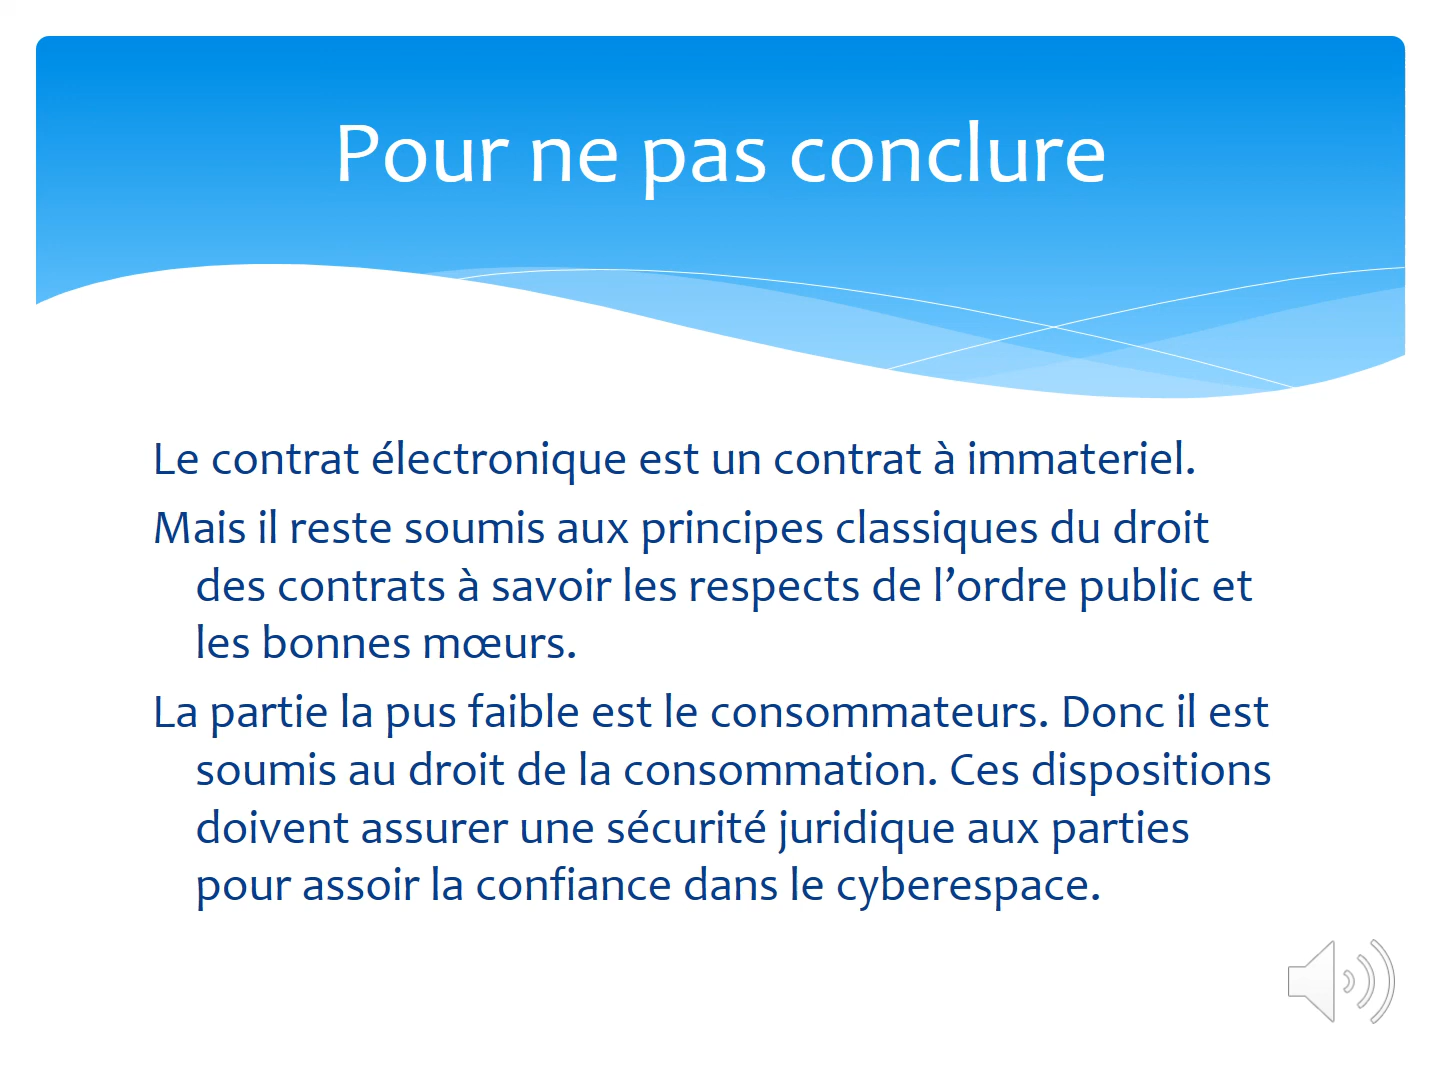 Pour ne pas conclure
Le contrat électronique est un contrat à immateriel.
Mais il reste soumis aux principes classiques du droit
des contrats à savoir les respects de l’ordre public et
les bonnes mœurs.
La partie la pus faible est le consommateurs. Donc il est
soumis au droit de la consommation. Ces dispositions
doivent assurer une sécurité juridique aux parties
pour assoir la confiance dans le cyberespace.